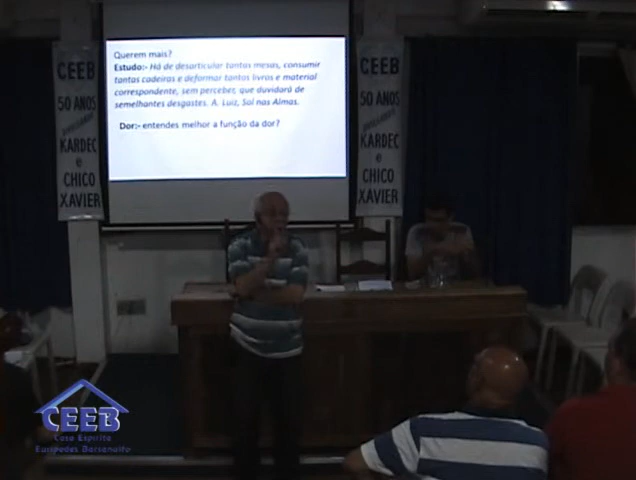 Querem mais?
Estudo:- Há de desarticular tantas mesas, consumir
tantas cadeiras e deformar tantos livros e material
correspondente, sem perceber, que duvidará de
semelhantes desgastes. A. Luiz, Sol nas Almas.
Dor:- entendes melhor a função da dor?
CEEB
50 ANOS
KARDEC
e
CHICO
XAVIER
CEEB
50 ANOS
KARDEC
e
CHICO
XAVIER
CEEB
Casa Espírita
Eurípedes Barsanulfo